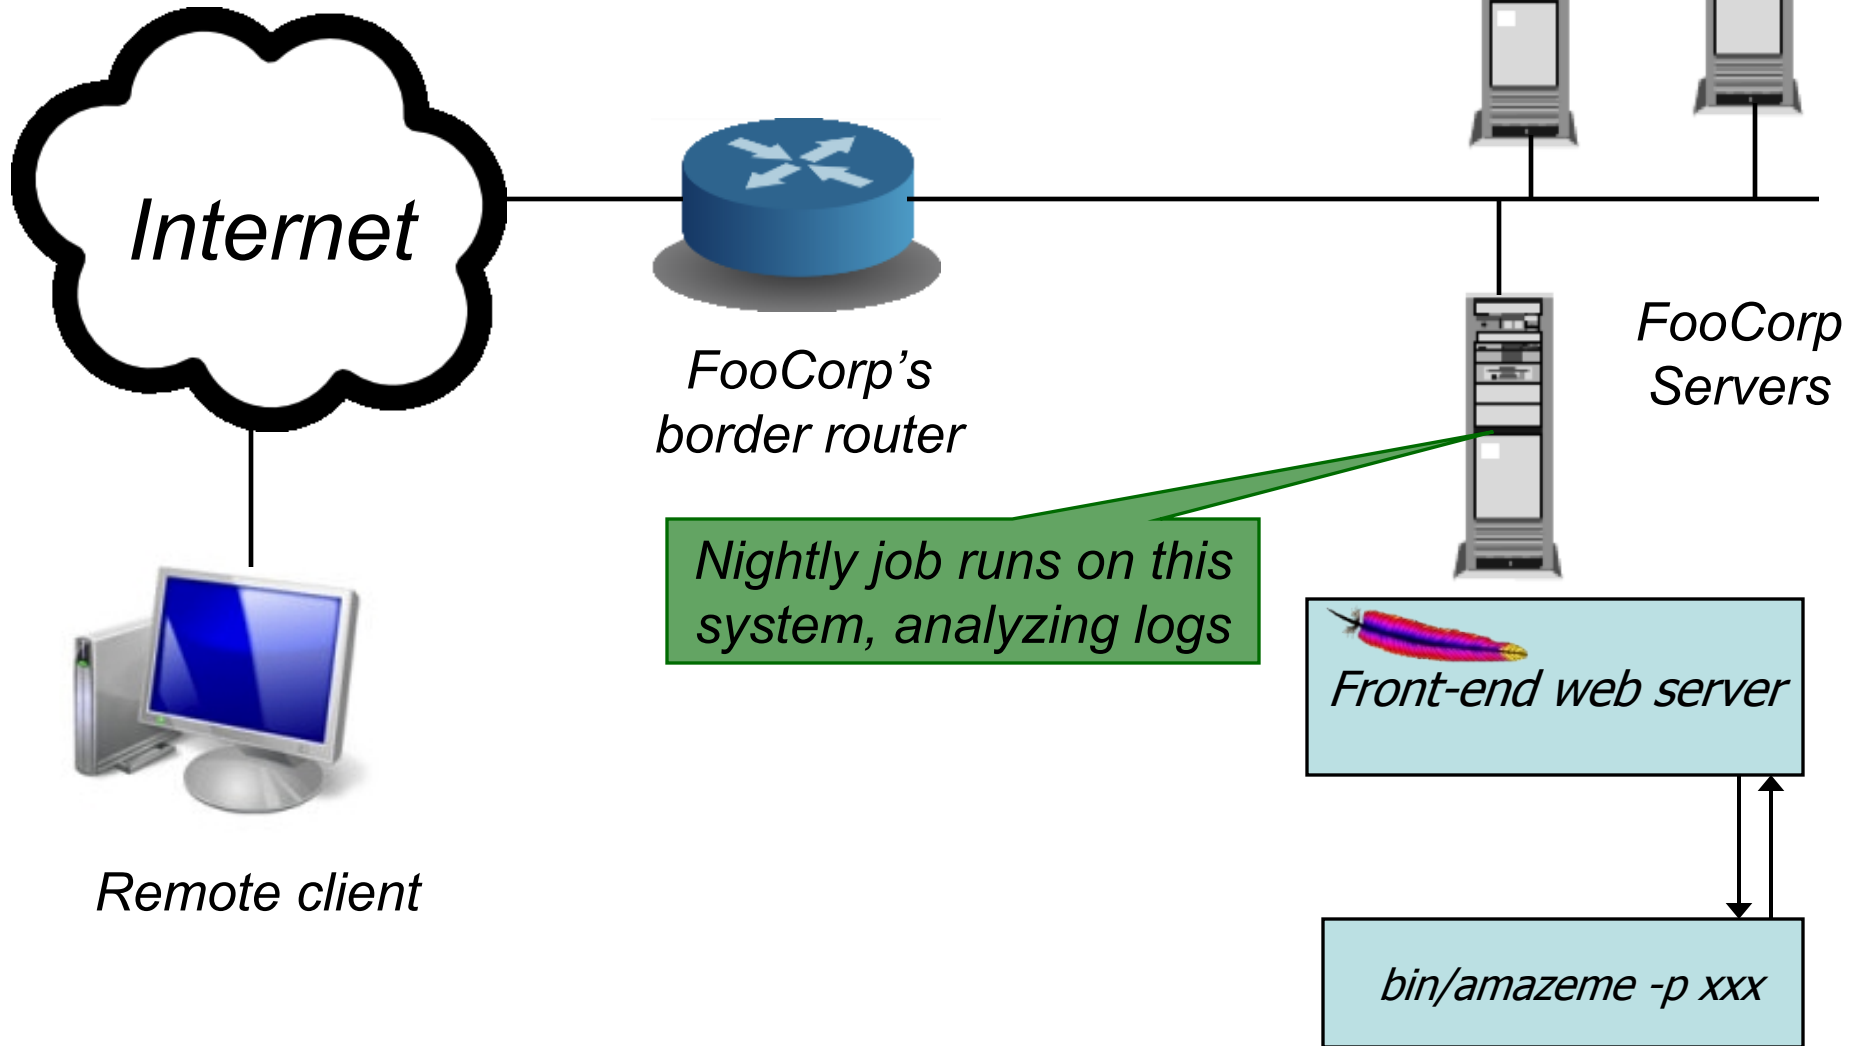 Internet
FooCorp's
border router
FooCorp
Servers
Nightly job runs on this
system, analyzing logs
Front-end web server
Remote client
bin/amazeme -p xxx